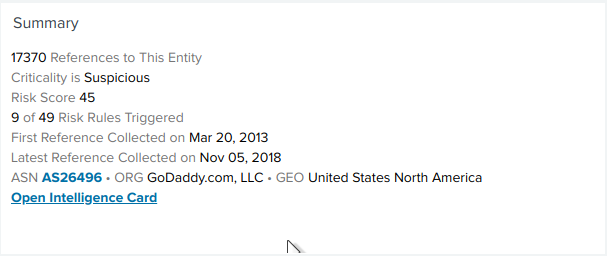 Summary
17370 References to This Entity
Criticality is Suspicious
Risk Score 45
9 of 49 Risk Rules Triggered
First Reference Collected on Mar 20, 2013
Latest Reference Collected on Nov 05, 2018
ASN AS26496 • ORG GoDaddy.com, LLC • GEO United States North America
Open Intelligence Card